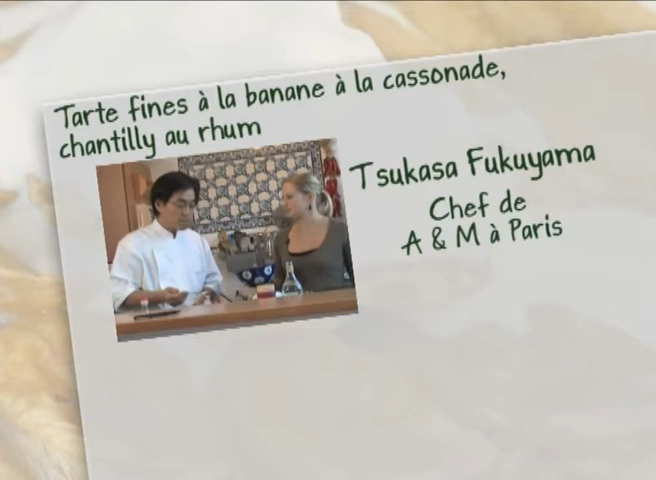 Tarte fines à la banane à la cassonade,
chantilly au rhum
Tsukasa Fukuyama
Chef de
A & M à Paris